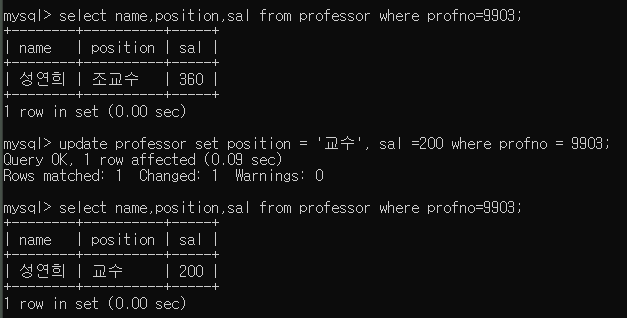 mysql> select name,position,sal from professor where profno=9903;
+--------+----------+-----+
| name   | position | sal |
+--------+----------+-----+
| 성연희 | 조교수   | 360 |
+--------+----------+-----+
1 row in set (0.00 sec)
mysql> update professor set position = '교수', sal =200 where profno = 9903;
Query OK, 1 row affected (0.09 sec)
Rows matched: 1  Changed: 1  Warnings: 0
mysql> select name,position,sal from professor where profno=9903;
+--------+----------+-----+
| name   | position | sal |
+--------+----------+-----+
| 성연희 | 교수     | 200 |
+--------+----------+-----+
1 row in set (0.00 sec)